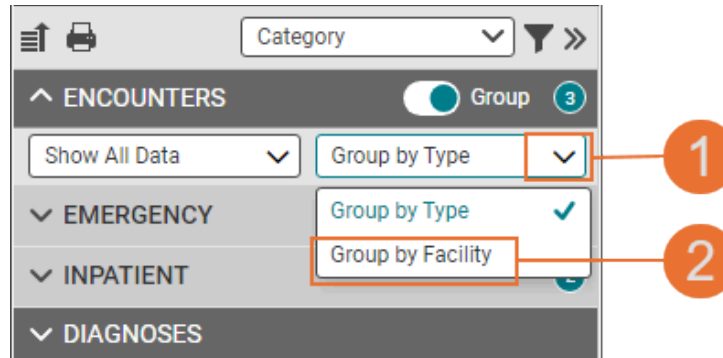 Category
ENCOUNTERS Group 3
Show All Data Group by Type 1
EMERGENCY Group by Type
Group by Facility 2
INPATIENT
DIAGNOSES